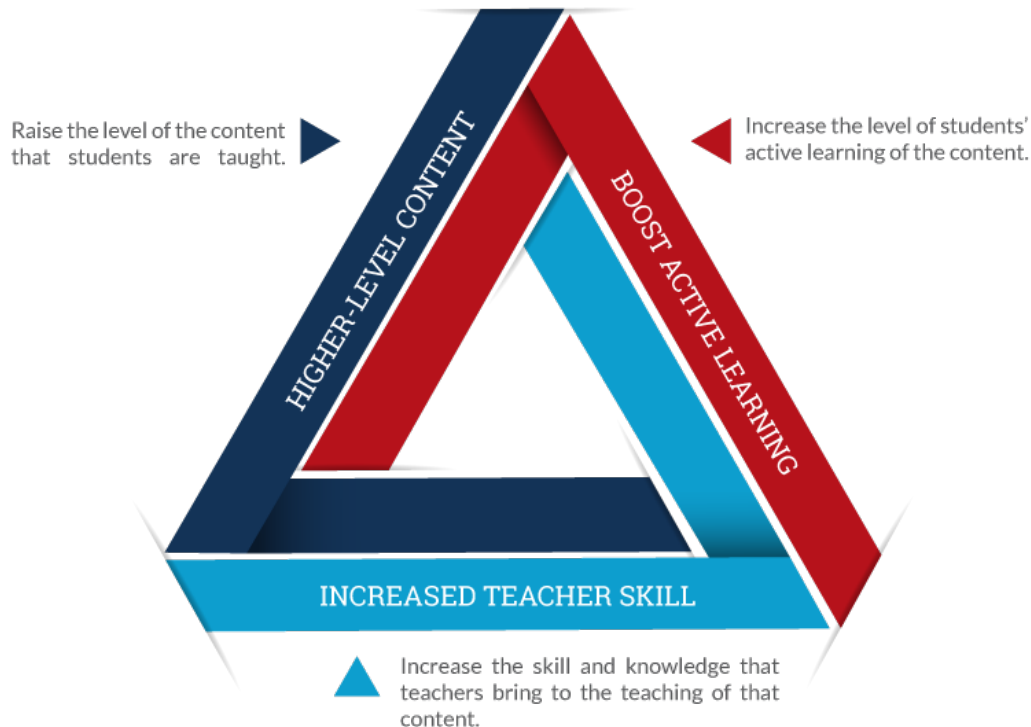 Raise the level of the content
that students are taught.
HIGHER-LEVEL CONTENT
BOOST ACTIVE LEARNING
Increase the level of students’
active learning of the content.
INCREASED TEACHER SKILL
Increase the skill and knowledge that
teachers bring to the teaching of that
content.